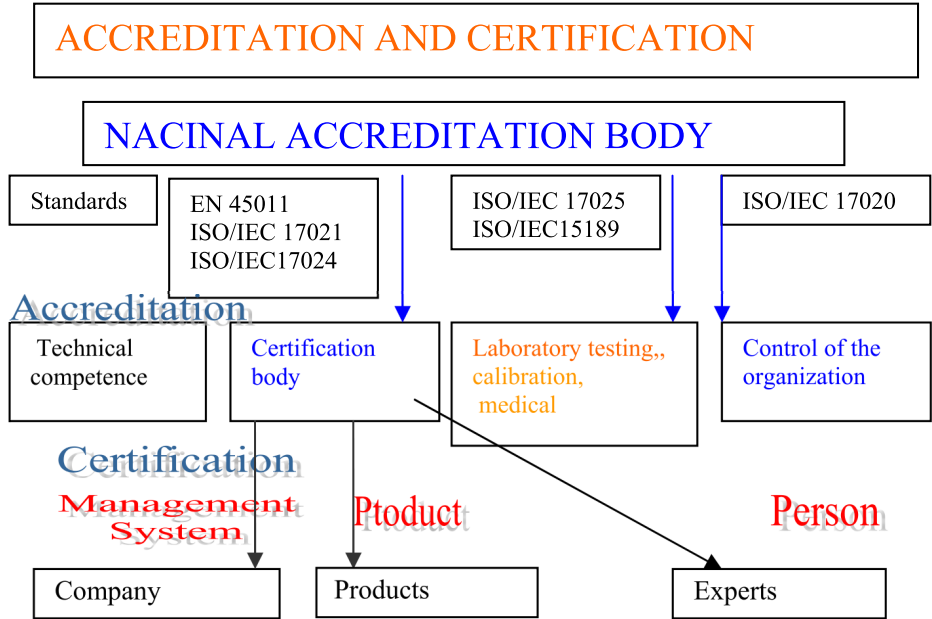 ACCREDITATION AND CERTIFICATION
NACINAL ACCREDITATION BODY
Standards
EN 45011
ISO/IEC 17021
ISO/IEC17024
ISO/IEC 17025
ISO/IEC15189
ISO/IEC 17020
Accreditation
Technical
competence
Certification
body
Laboratory testing,,
calibration,
medical
Control of the
organization
Certification
Management
System
Ptoduct
Person
Company
Products
Experts